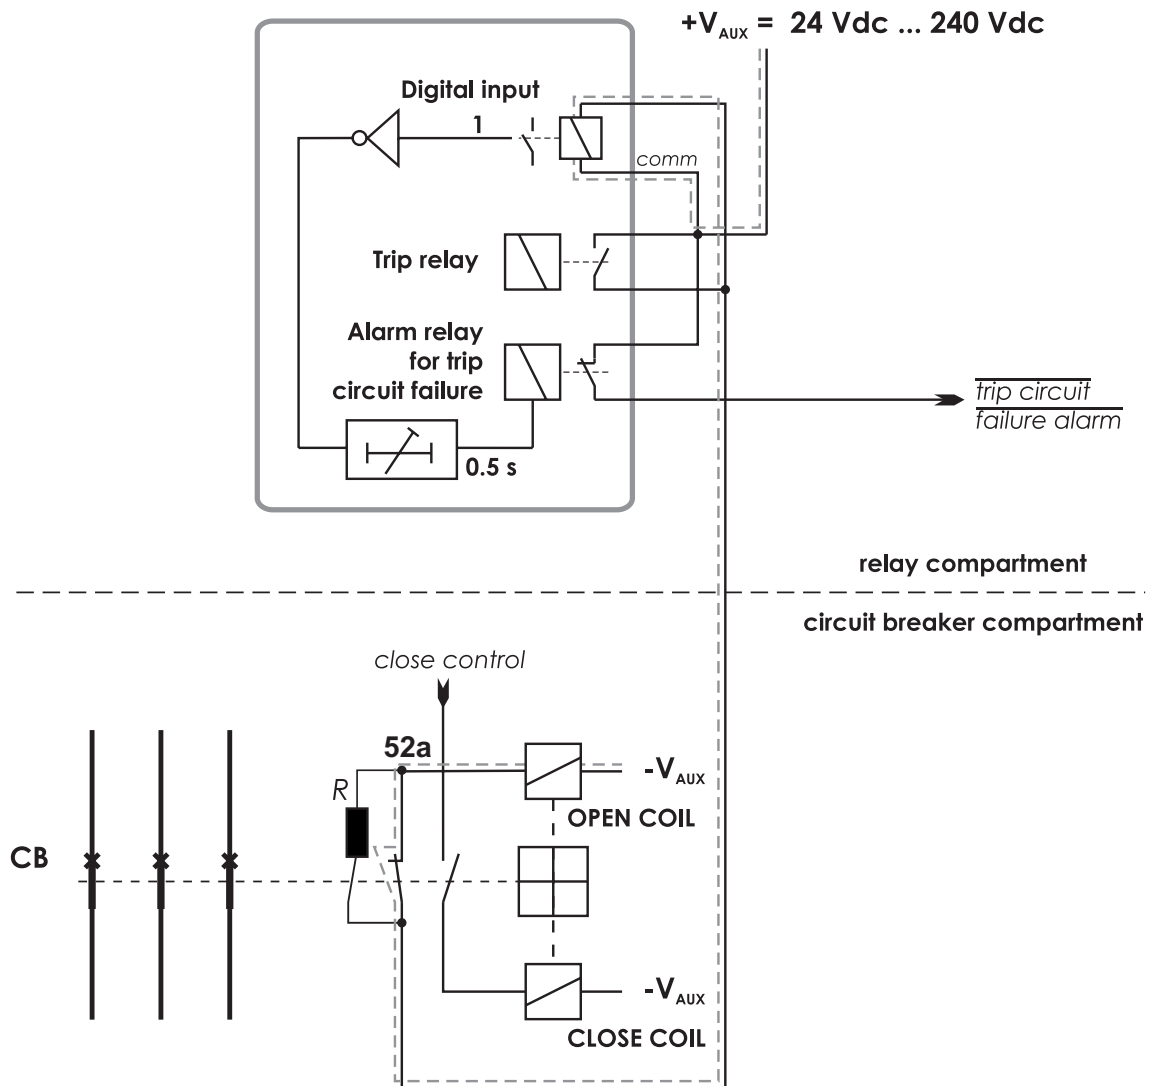 +VAUX = 24 Vdc ... 240 Vdc
Digital input
1
comm
Trip relay
Alarm relay
for trip
circuit failure
0.5 s
trip circuit
failure alarm
relay compartment
circuit breaker compartment
close control
52a
R
-VAUX
OPEN COIL
CB
-VAUX
CLOSE COIL